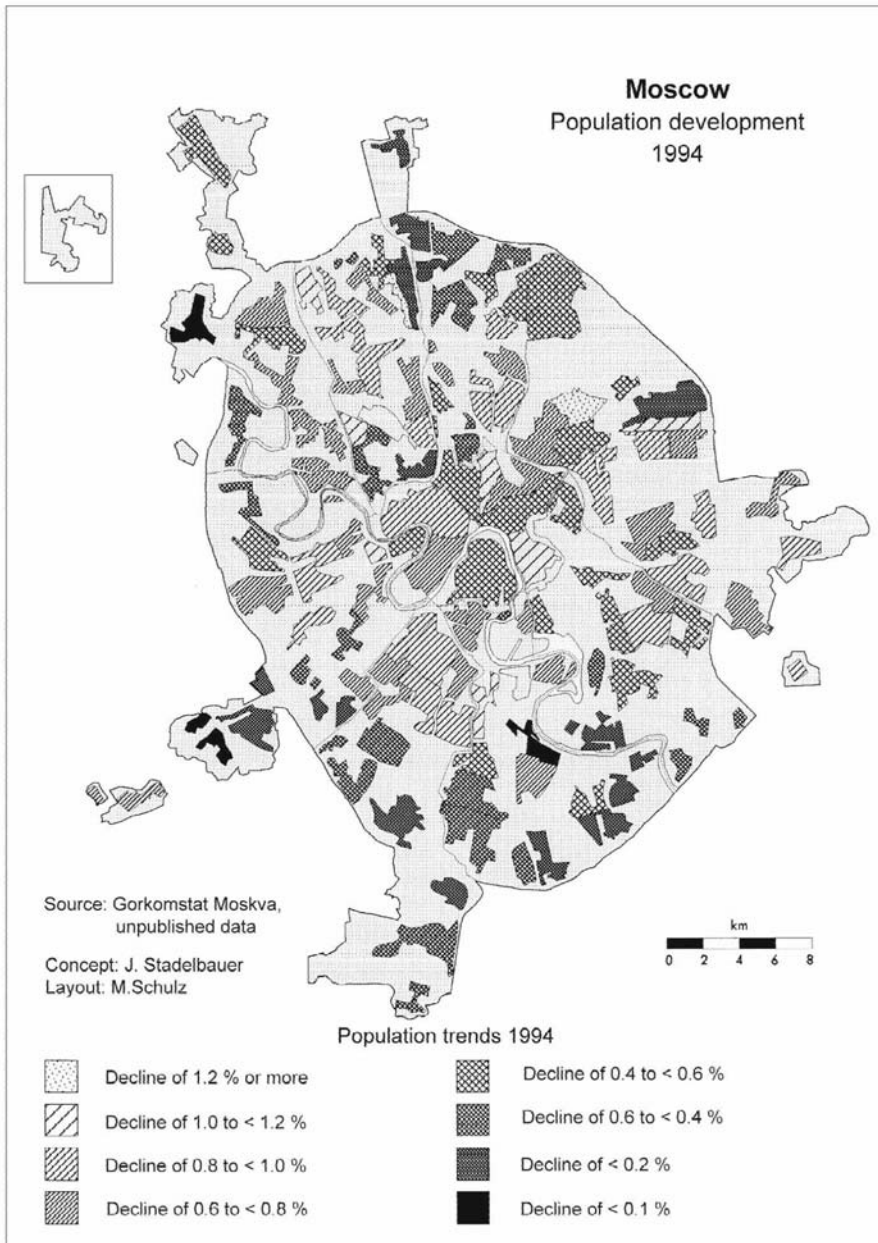 Moscow
Population development
1994
Source: Gorkomstat Moskva,
unpublished data
Concept: J. Stadelbauer
Layout: M.Schulz
km
0 2 4 6 8
Population trends 1994
Decline of 1.2 % or more
Decline of 1.0 to < 1.2 %
Decline of 0.8 to < 1.0 %
Decline of 0.6 to < 0.8 %
Decline of 0.4 to < 0.6 %
Decline of 0.6 to < 0.4 %
Decline of < 0.2 %
Decline of < 0.1 %